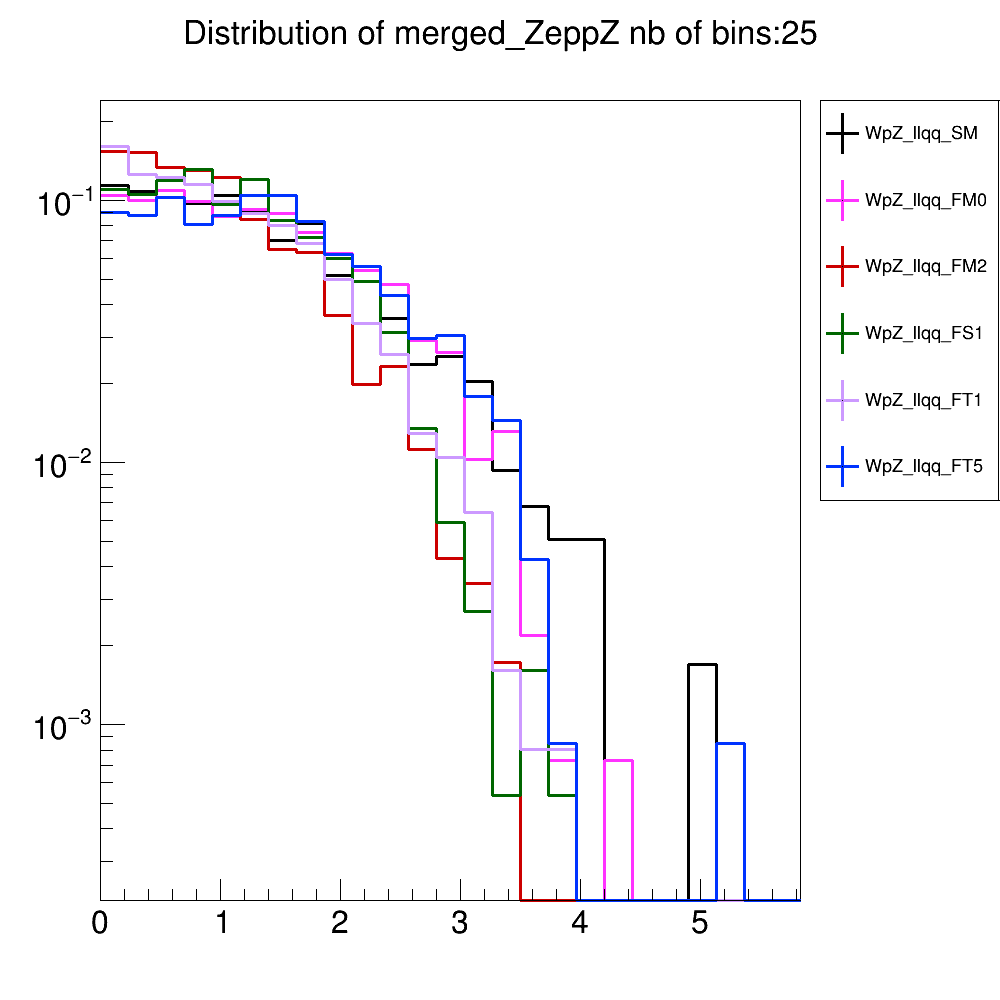 Distribution of merged_ZeppZ nb of bins:25
WpZ_llqq_SM
WpZ_llqq_FM0
WpZ_llqq_FM2
WpZ_llqq_FS1
WpZ_llqq_FT1
WpZ_llqq_FT5
10⁻¹
10⁻²
10⁻³
0 1 2 3 4 5